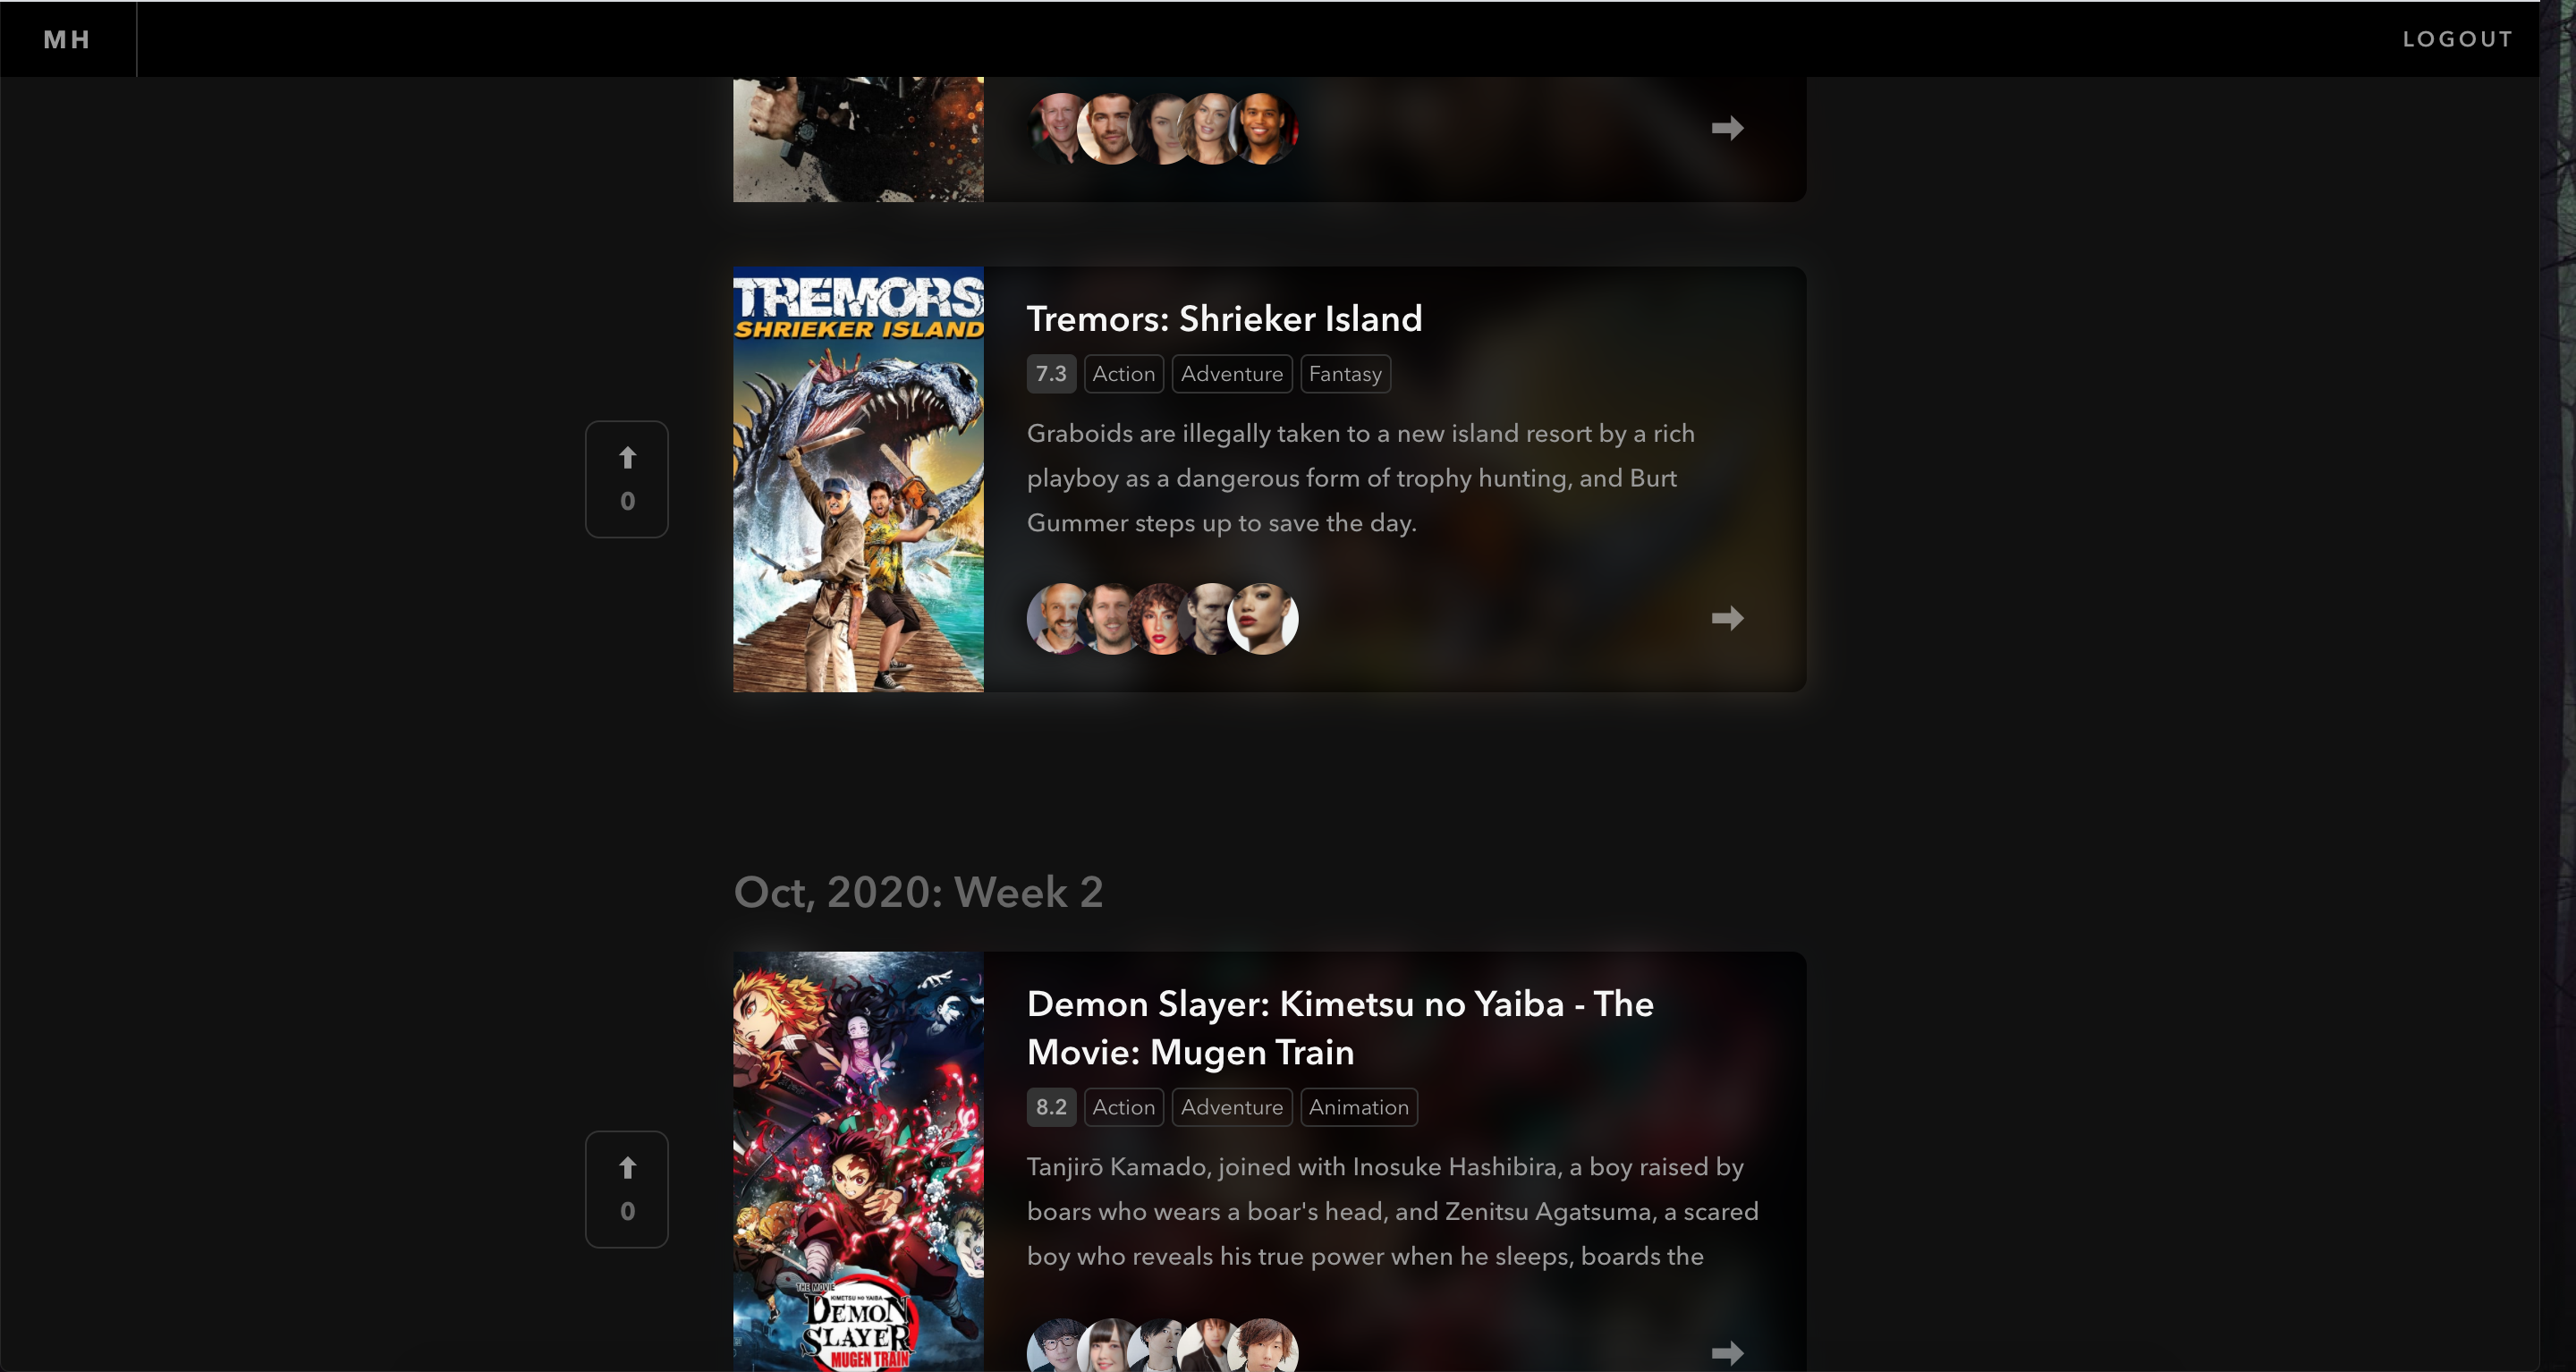 MH
LOGOUT
TREMORS
SHRIEKER ISLAND
Tremors: Shrieker Island
7.3 Action Adventure Fantasy
Graboids are illegally taken to a new island resort by a rich
playboy as a dangerous form of trophy hunting, and Burt
Gummer steps up to save the day.
0
Oct, 2020: Week 2
Demon Slayer: Kimetsu no Yaiba - The
Movie: Mugen Train
8.2 Action Adventure Animation
Tanjirō Kamado, joined with Inosuke Hashibira, a boy raised by
boars who wears a boar's head, and Zenitsu Agatsuma, a scared
boy who reveals his true power when he sleeps, boards the
0
THE MOVIE
KIMETSU NO YAIBA
DEMON
SLAYER
MUGEN TRAIN